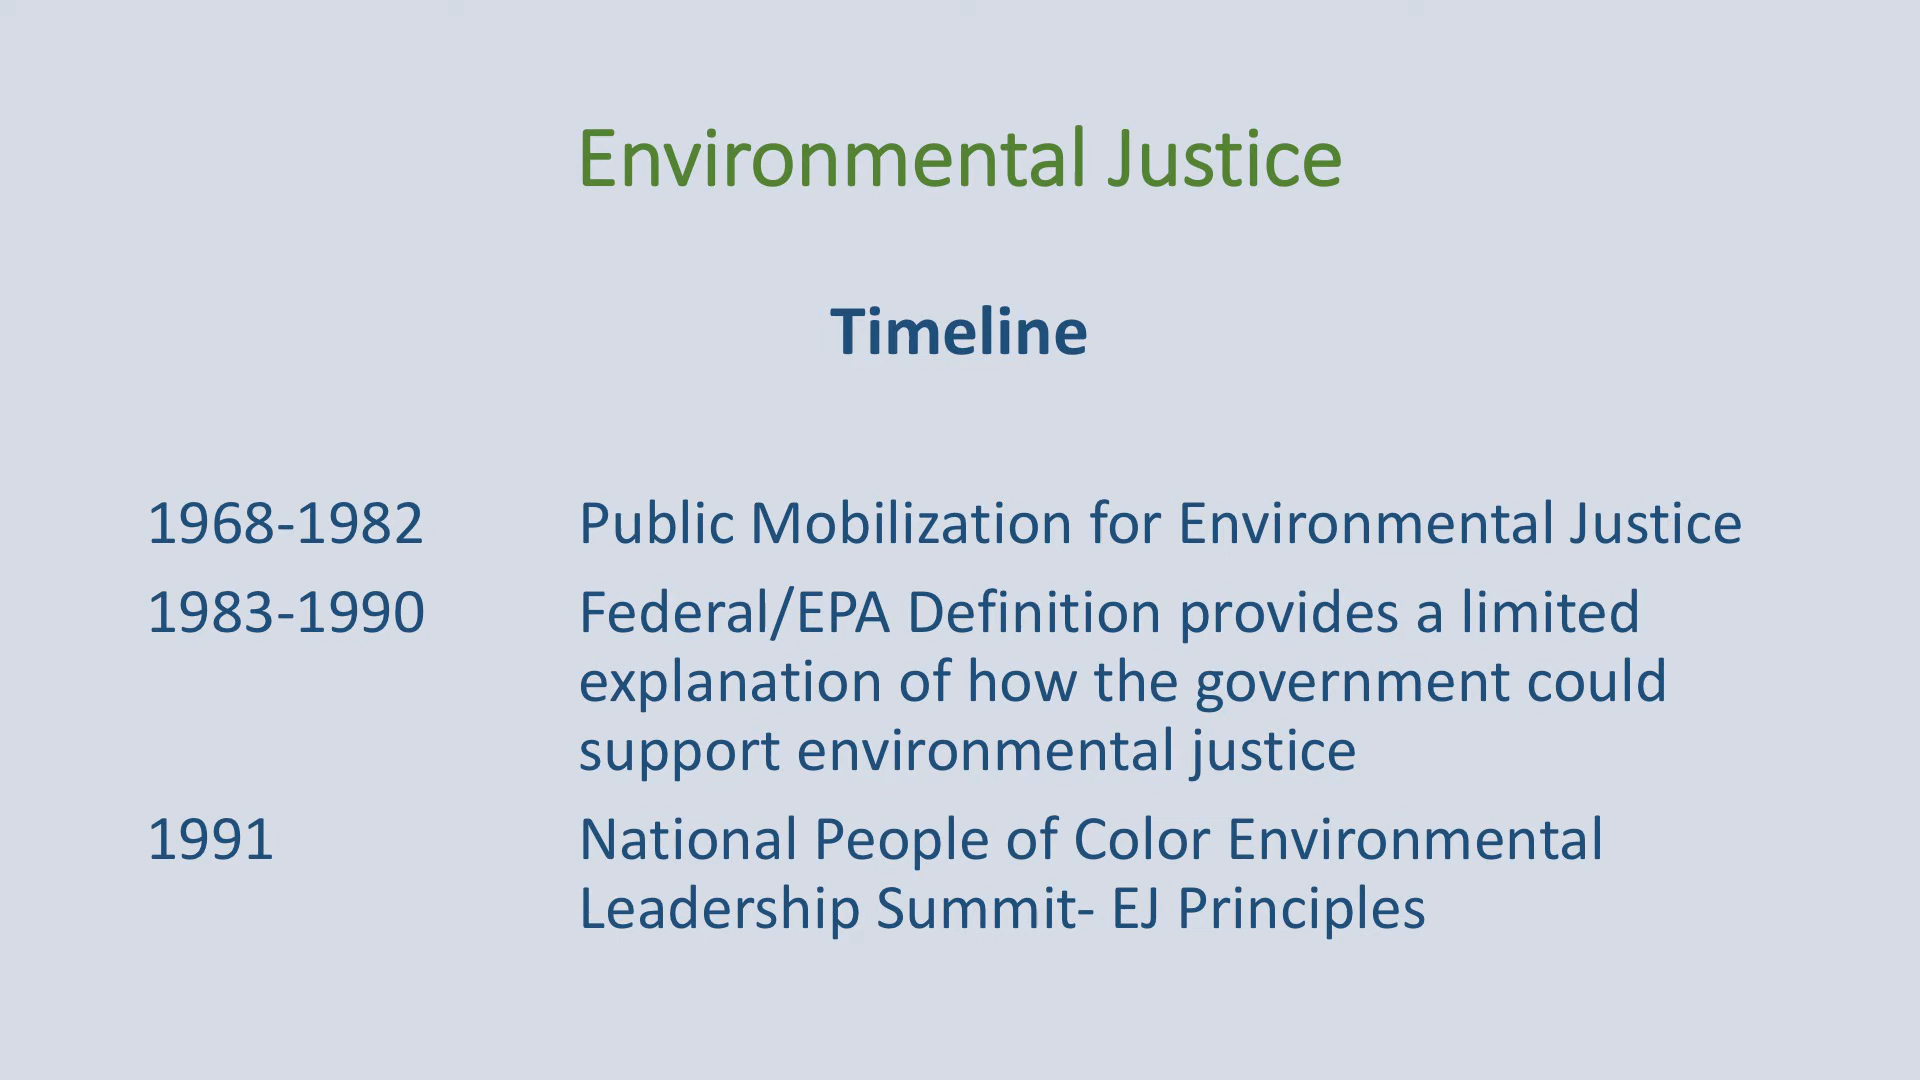 Environmental Justice
Timeline
1968-1982 Public Mobilization for Environmental Justice
1983-1990 Federal/EPA Definition provides a limited
explanation of how the government could
support environmental justice
1991 National People of Color Environmental
Leadership Summit- EJ Principles